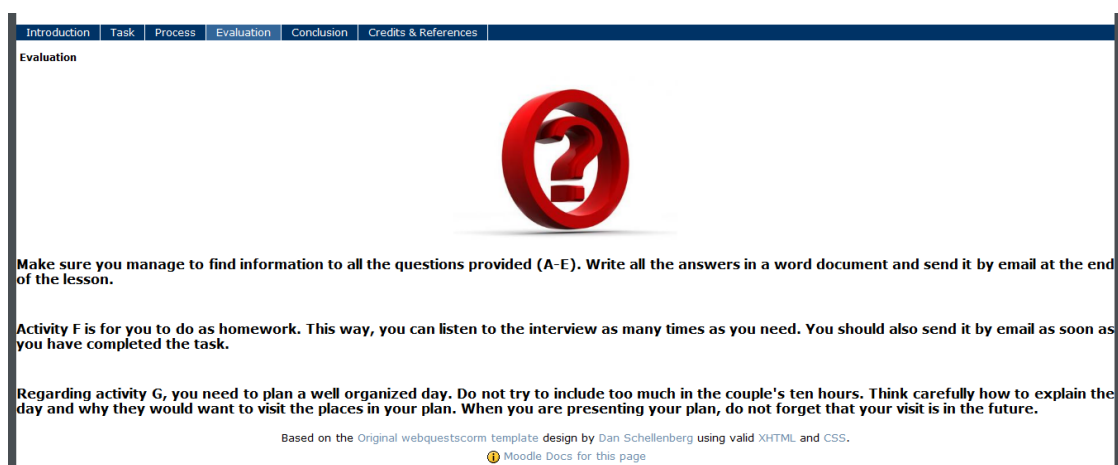 Introduction Task Process Evaluation Conclusion Credits & References
Evaluation
?
Make sure you manage to find information to all the questions provided (A-E). Write all the answers in a word document and send it by email at the end
of the lesson.
Activity F is for you to do as homework. This way, you can listen to the interview as many times as you need. You should also send it by email as soon as
you have completed the task.
Regarding activity G, you need to plan a well organized day. Do not try to include too much in the couple's ten hours. Think carefully how to explain the
day and why they would want to visit the places in your plan. When you are presenting your plan, do not forget that your visit is in the future.
Based on the Original webquestscorm template design by Dan Schellenberg using valid XHTML and CSS.
Moodle Docs for this page